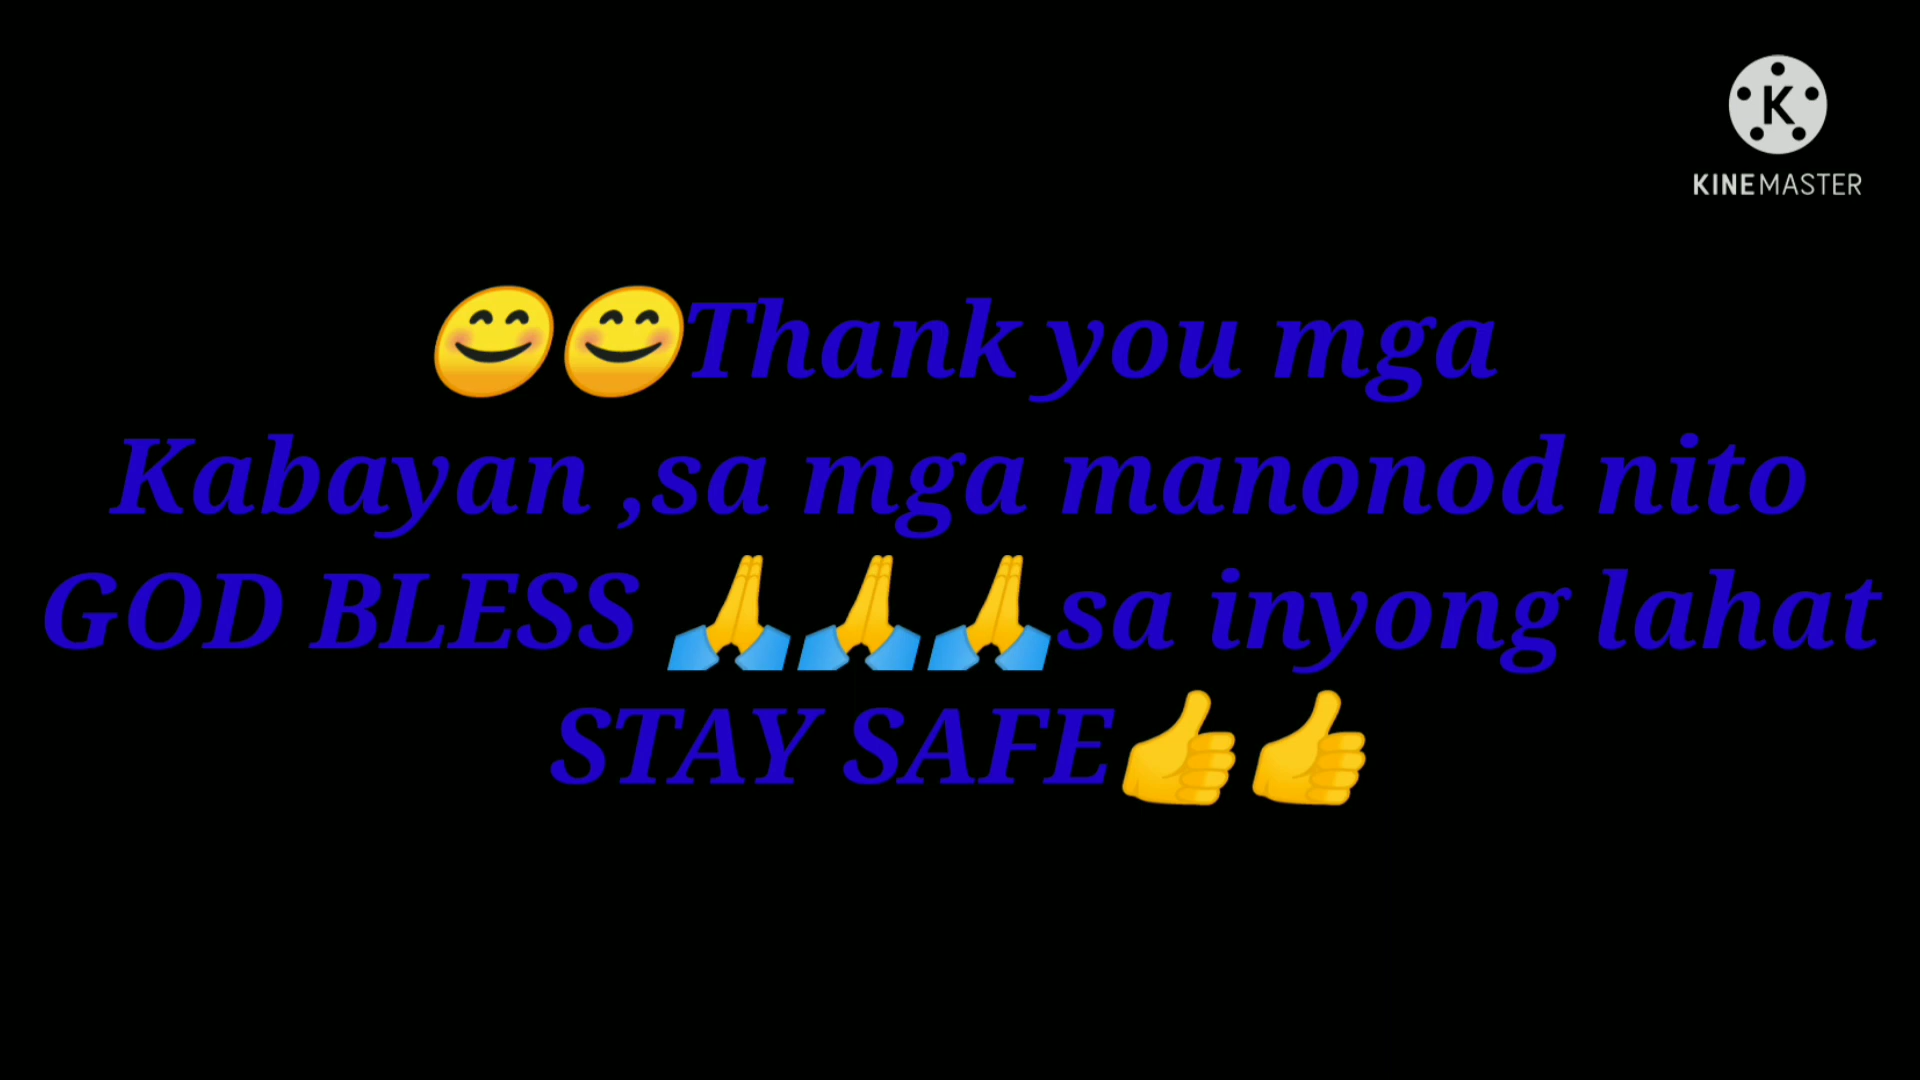 K
KINEMASTER
😊😊Thank you mga
Kabayan ,sa mga manonod nito
GOD BLESS 🙏🙏🙏sa inyong lahat
STAY SAFE👍👍